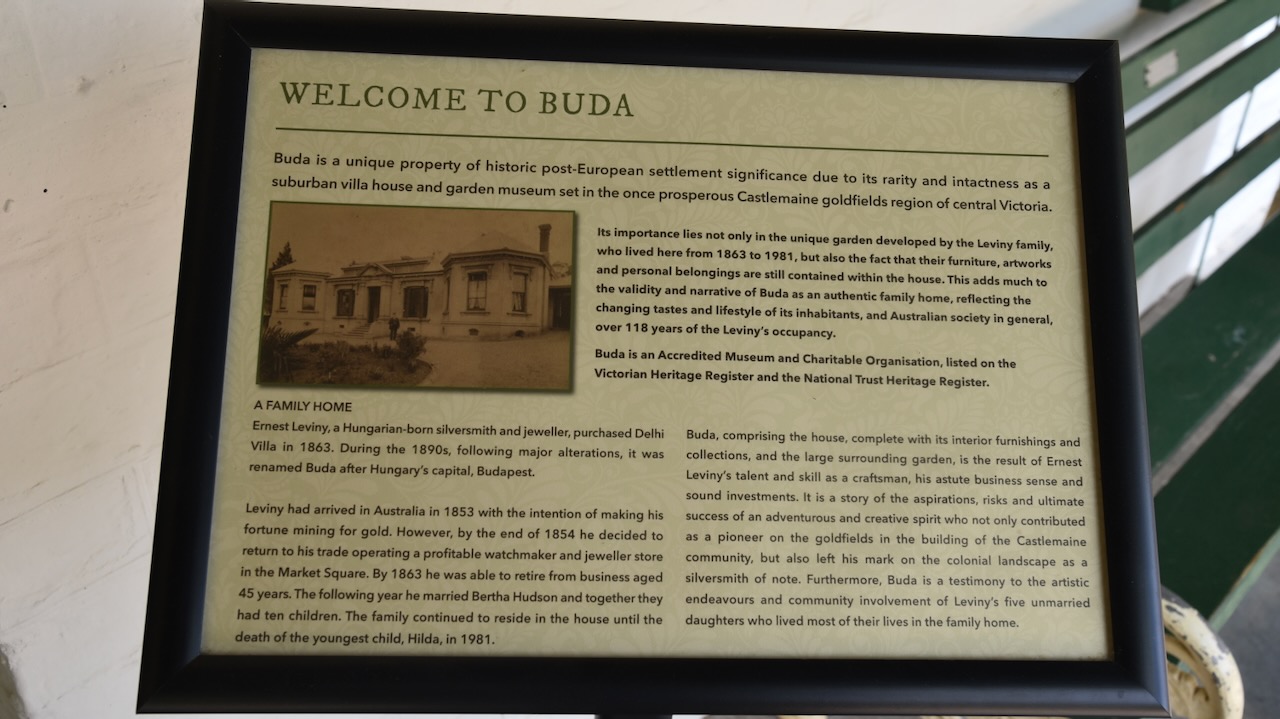 WELCOME TO BUDA
Buda is a unique property of historic post-European settlement significance due to its rarity and intactness as a
suburban villa house and garden museum set in the once prosperous Castlemaine goldfields region of central Victoria.
Its importance lies not only in the unique garden developed by the Leviny family,
who lived here from 1863 to 1981, but also the fact that their furniture, artworks
and personal belongings are still contained within the house. This adds much to
the validity and narrative of Buda as an authentic family home, reflecting the
changing tastes and lifestyle of its inhabitants, and Australian society in general,
over 118 years of the Leviny's occupancy.
Buda is an Accredited Museum and Charitable Organisation, listed on the
Victorian Heritage Register and the National Trust Heritage Register.
A FAMILY HOME
Ernest Leviny, a Hungarian-born silversmith and jeweller, purchased Delhi
Villa in 1863. During the 1890s, following major alterations, it was
renamed Buda after Hungary's capital, Budapest.
Leviny had arrived in Australia in 1853 with the intention of making his
fortune mining for gold. However, by the end of 1854 he decided to
return to his trade operating a profitable watchmaker and jeweller store
in the Market Square. By 1863 he was able to retire from business aged
45 years. The following year he married Bertha Hudson and together they
had ten children. The family continued to reside in the house until the
death of the youngest child, Hilda, in 1981.
Buda, comprising the house, complete with its interior furnishings and
collections, and the large surrounding garden, is the result of Ernest
Leviny's talent and skill as a craftsman, his astute business sense and
sound investments. It is a story of the aspirations, risks and ultimate
success of an adventurous and creative spirit who not only contributed
as a pioneer on the goldfields in the building of the Castlemaine
community, but also left his mark on the colonial landscape as a
silversmith of note. Furthermore, Buda is a testimony to the artistic
endeavours and community involvement of Leviny's five unmarried
daughters who lived most of their lives in the family home.